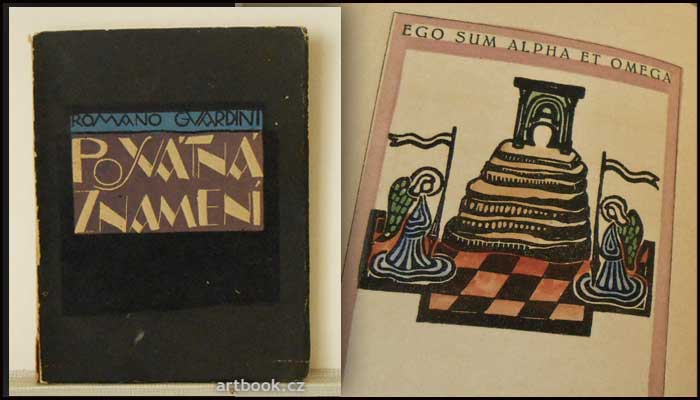 ROMANO GUARDINI
POSVÁTNÁ
ZNAMENÍ
EGO SUM ALPHA ET OMEGA
artbook.cz